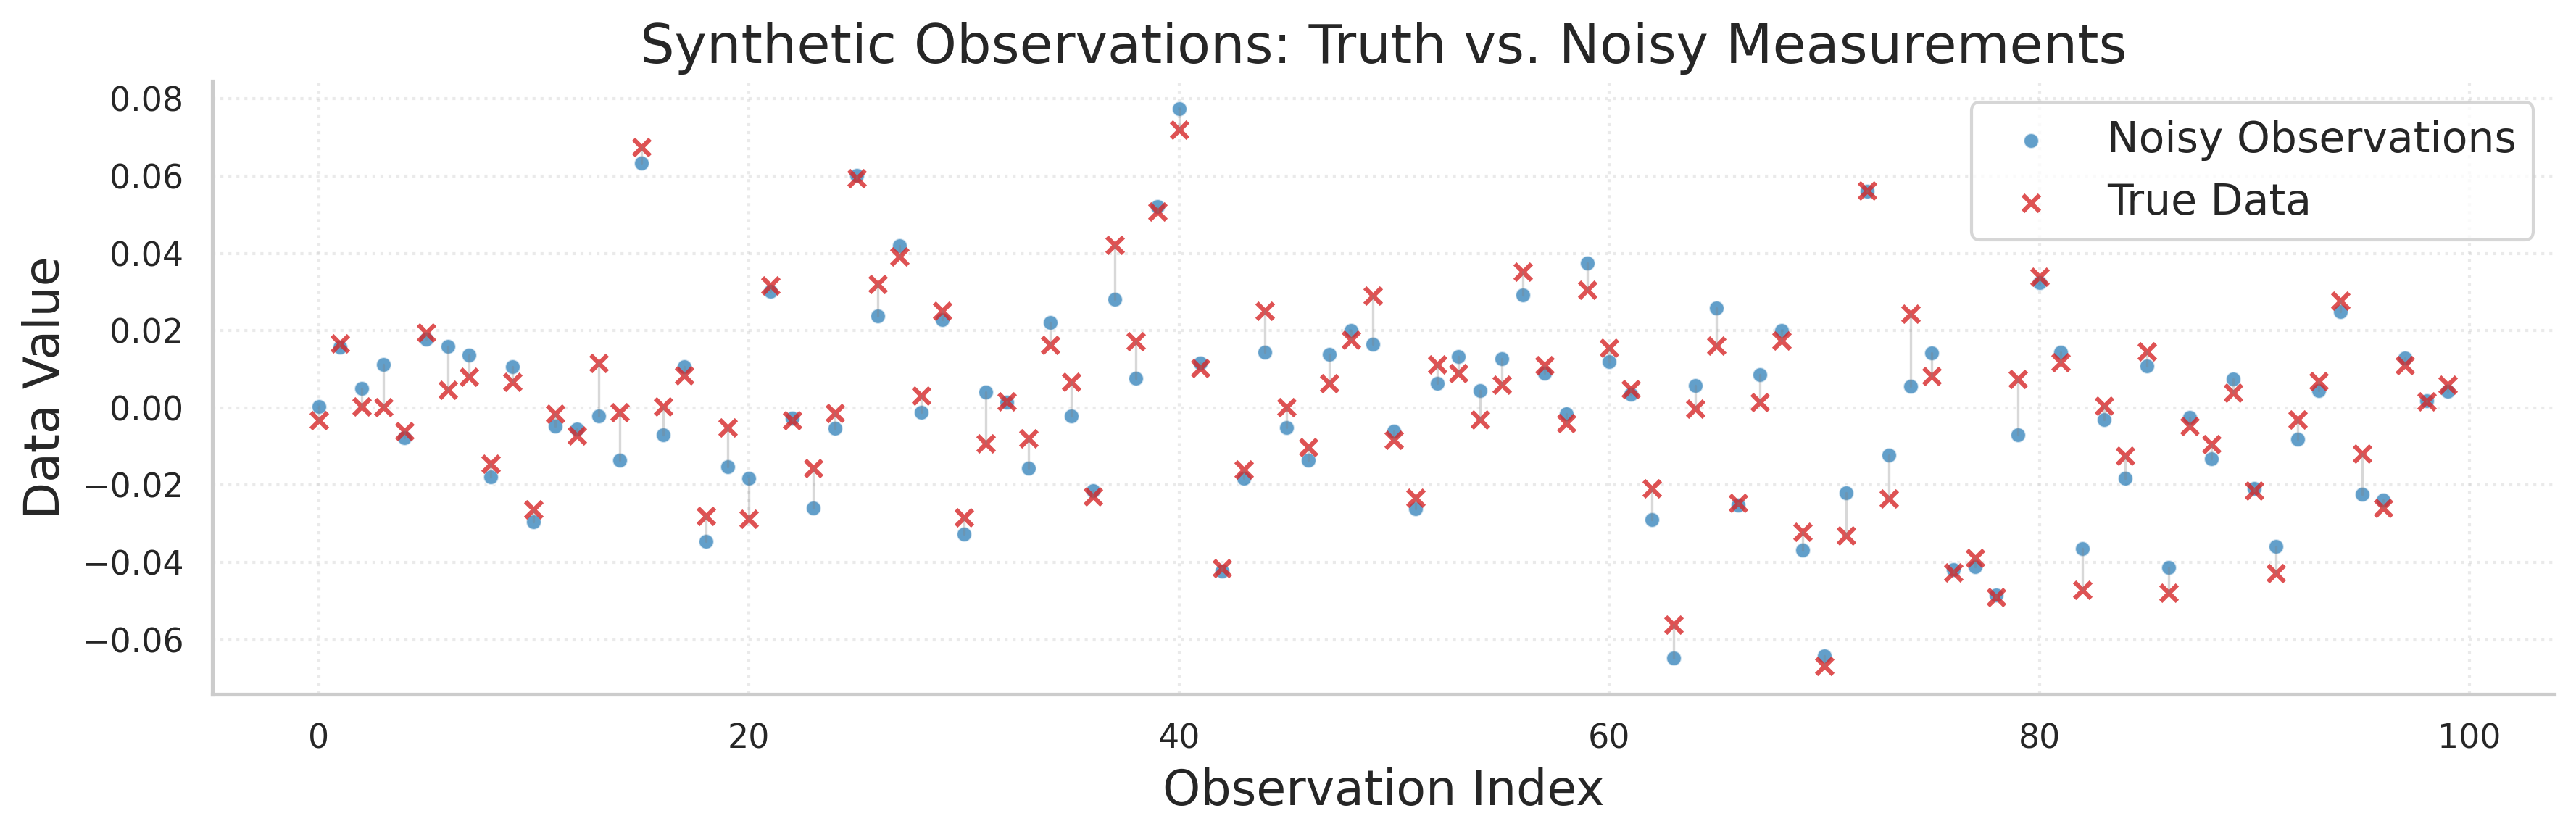 Synthetic Observations: Truth vs. Noisy Measurements
Data Value
0.08
0.06
0.04
0.02
0.00
−0.02
−0.04
−0.06
Noisy Observations
True Data
0 20 40 60 80 100
Observation Index